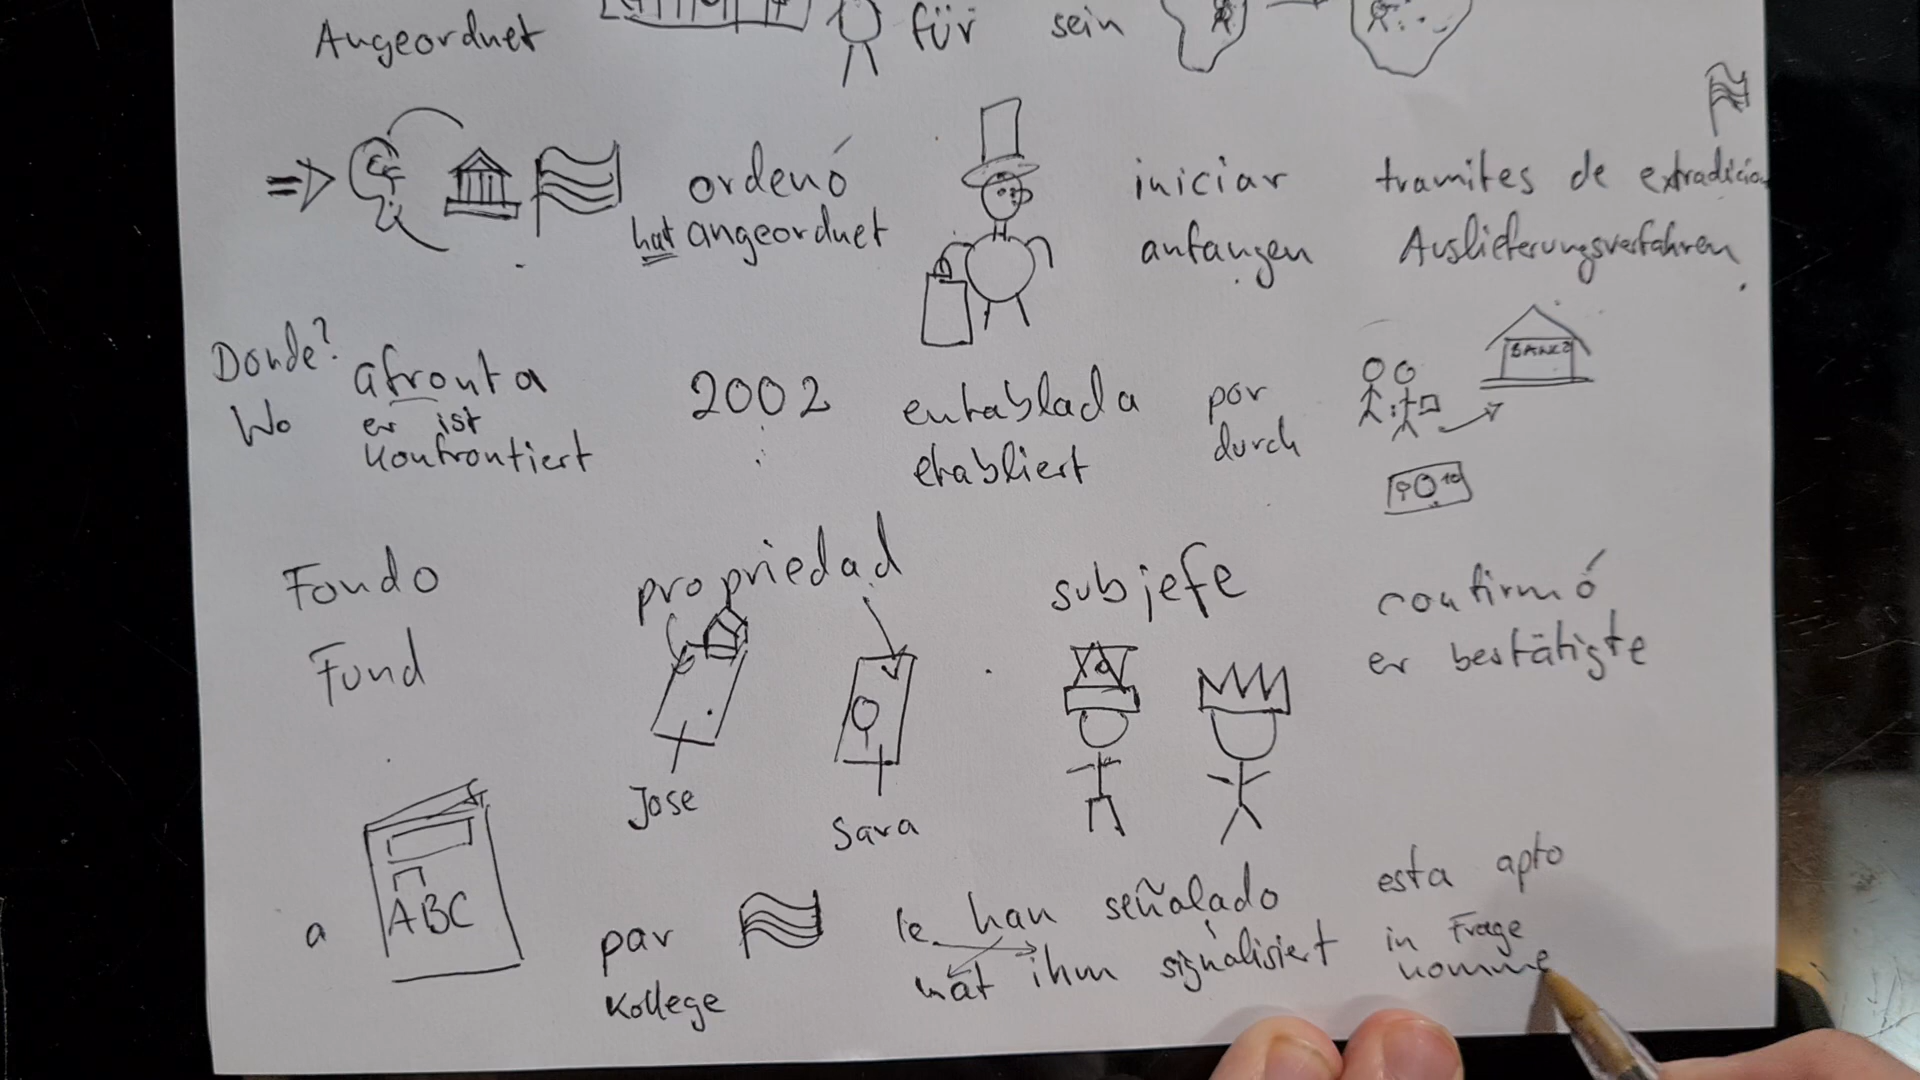 Angeordnet für sein
ordenó iniciar tramites de extradicion
hat angeordnet anfangen Auslieferungsverfahren
Donde? afronta 2002 entablada por
Wo er ist etabliert durch
konfrontiert
BANCO
Fondo propriedad subjefe confirmó
Fund er bestätigte
Jose Sara
a ABC par le han señalado esta apto
Kollege hat ihm signalisiert in Frage
komme